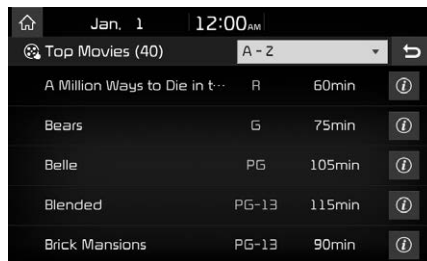 Jan. 1 12:00AM
Top Movies (40) A - Z
A Million Ways to Die in t... R 60min
Bears G 75min
Belle PG 105min
Blended PG-13 115min
Brick Mansions PG-13 90min